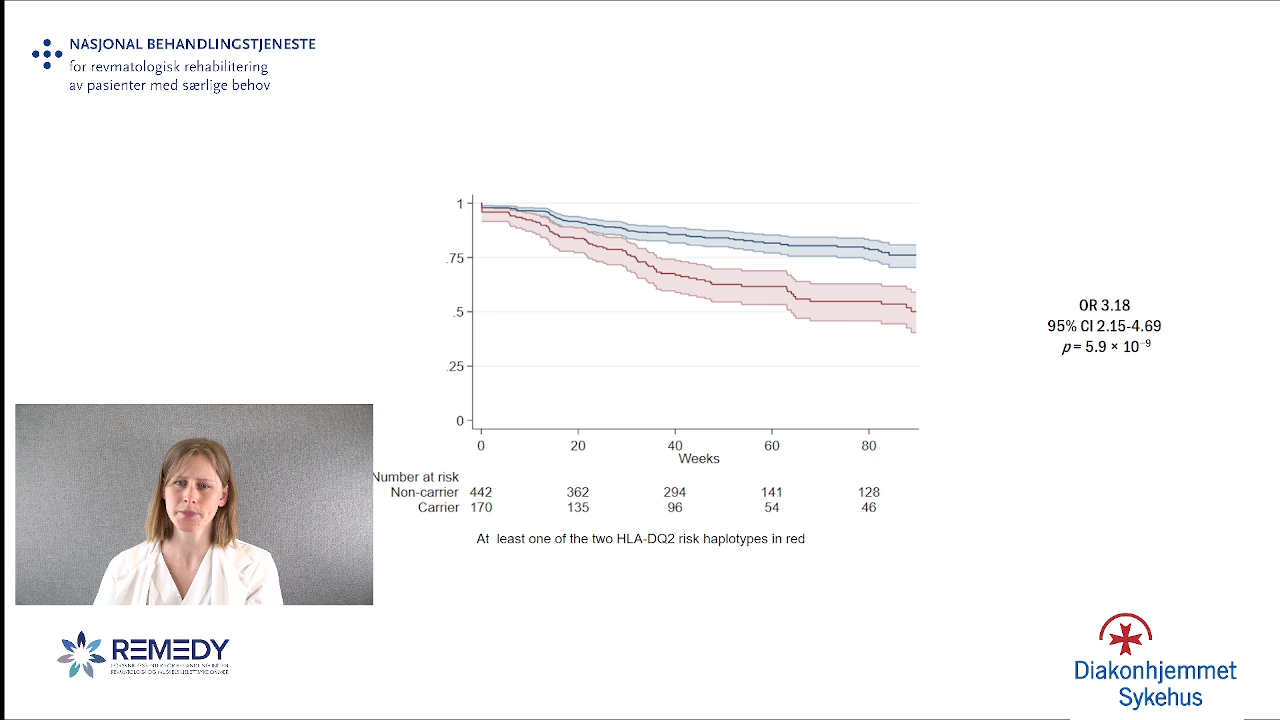 NASJONAL BEHANDLINGSTJENESTE
for revmatologisk rehabilitering
av pasienter med særlige behov
1
.75
.5
.25
0
0 20 40 60 80
Weeks
Number at risk
Non-carrier 442 362 294 141 128
Carrier 170 135 96 54 46
At least one of the two HLA-DQ2 risk haplotypes in red
OR 3.18
95% CI 2.15-4.69
p = 5.9 × 10⁻⁹
REMEDY
Diakonhjemmet
Sykehus